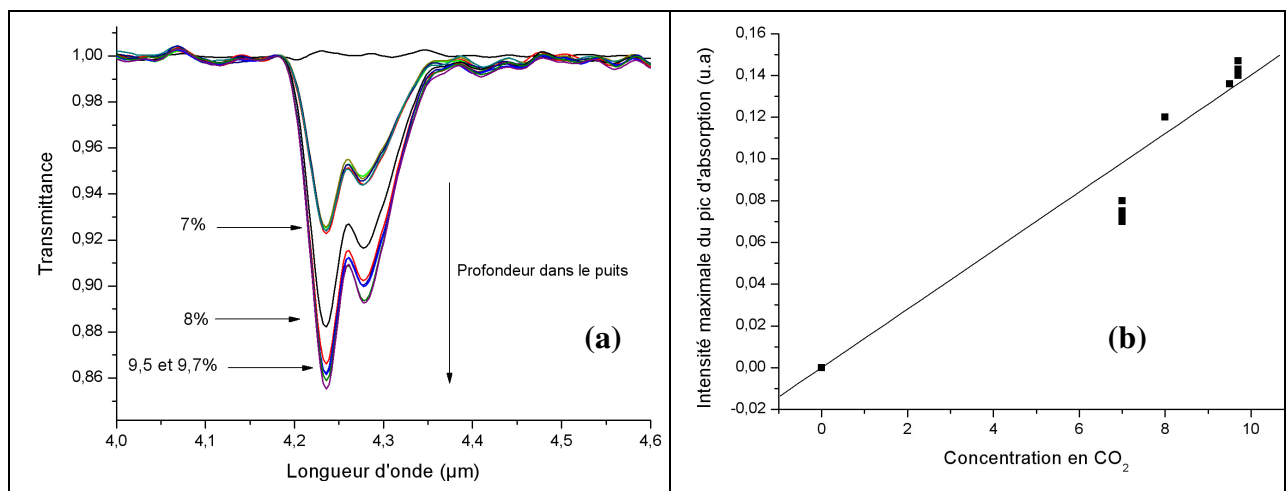 1,00
0,98
0,96
0,94
0,92
0,90
0,88
0,86
Transmittance
7%
8%
9,5 et 9,7%
Profondeur dans le puits
(a)
4,0 4,1 4,2 4,3 4,4 4,5 4,6
Longueur d'onde (µm)
0,16
0,14
0,12
0,10
0,08
0,06
0,04
0,02
0,00
-0,02
Intensité maximale du pic d'absorption (u.a)
(b)
0 2 4 6 8 10
Concentration en CO₂